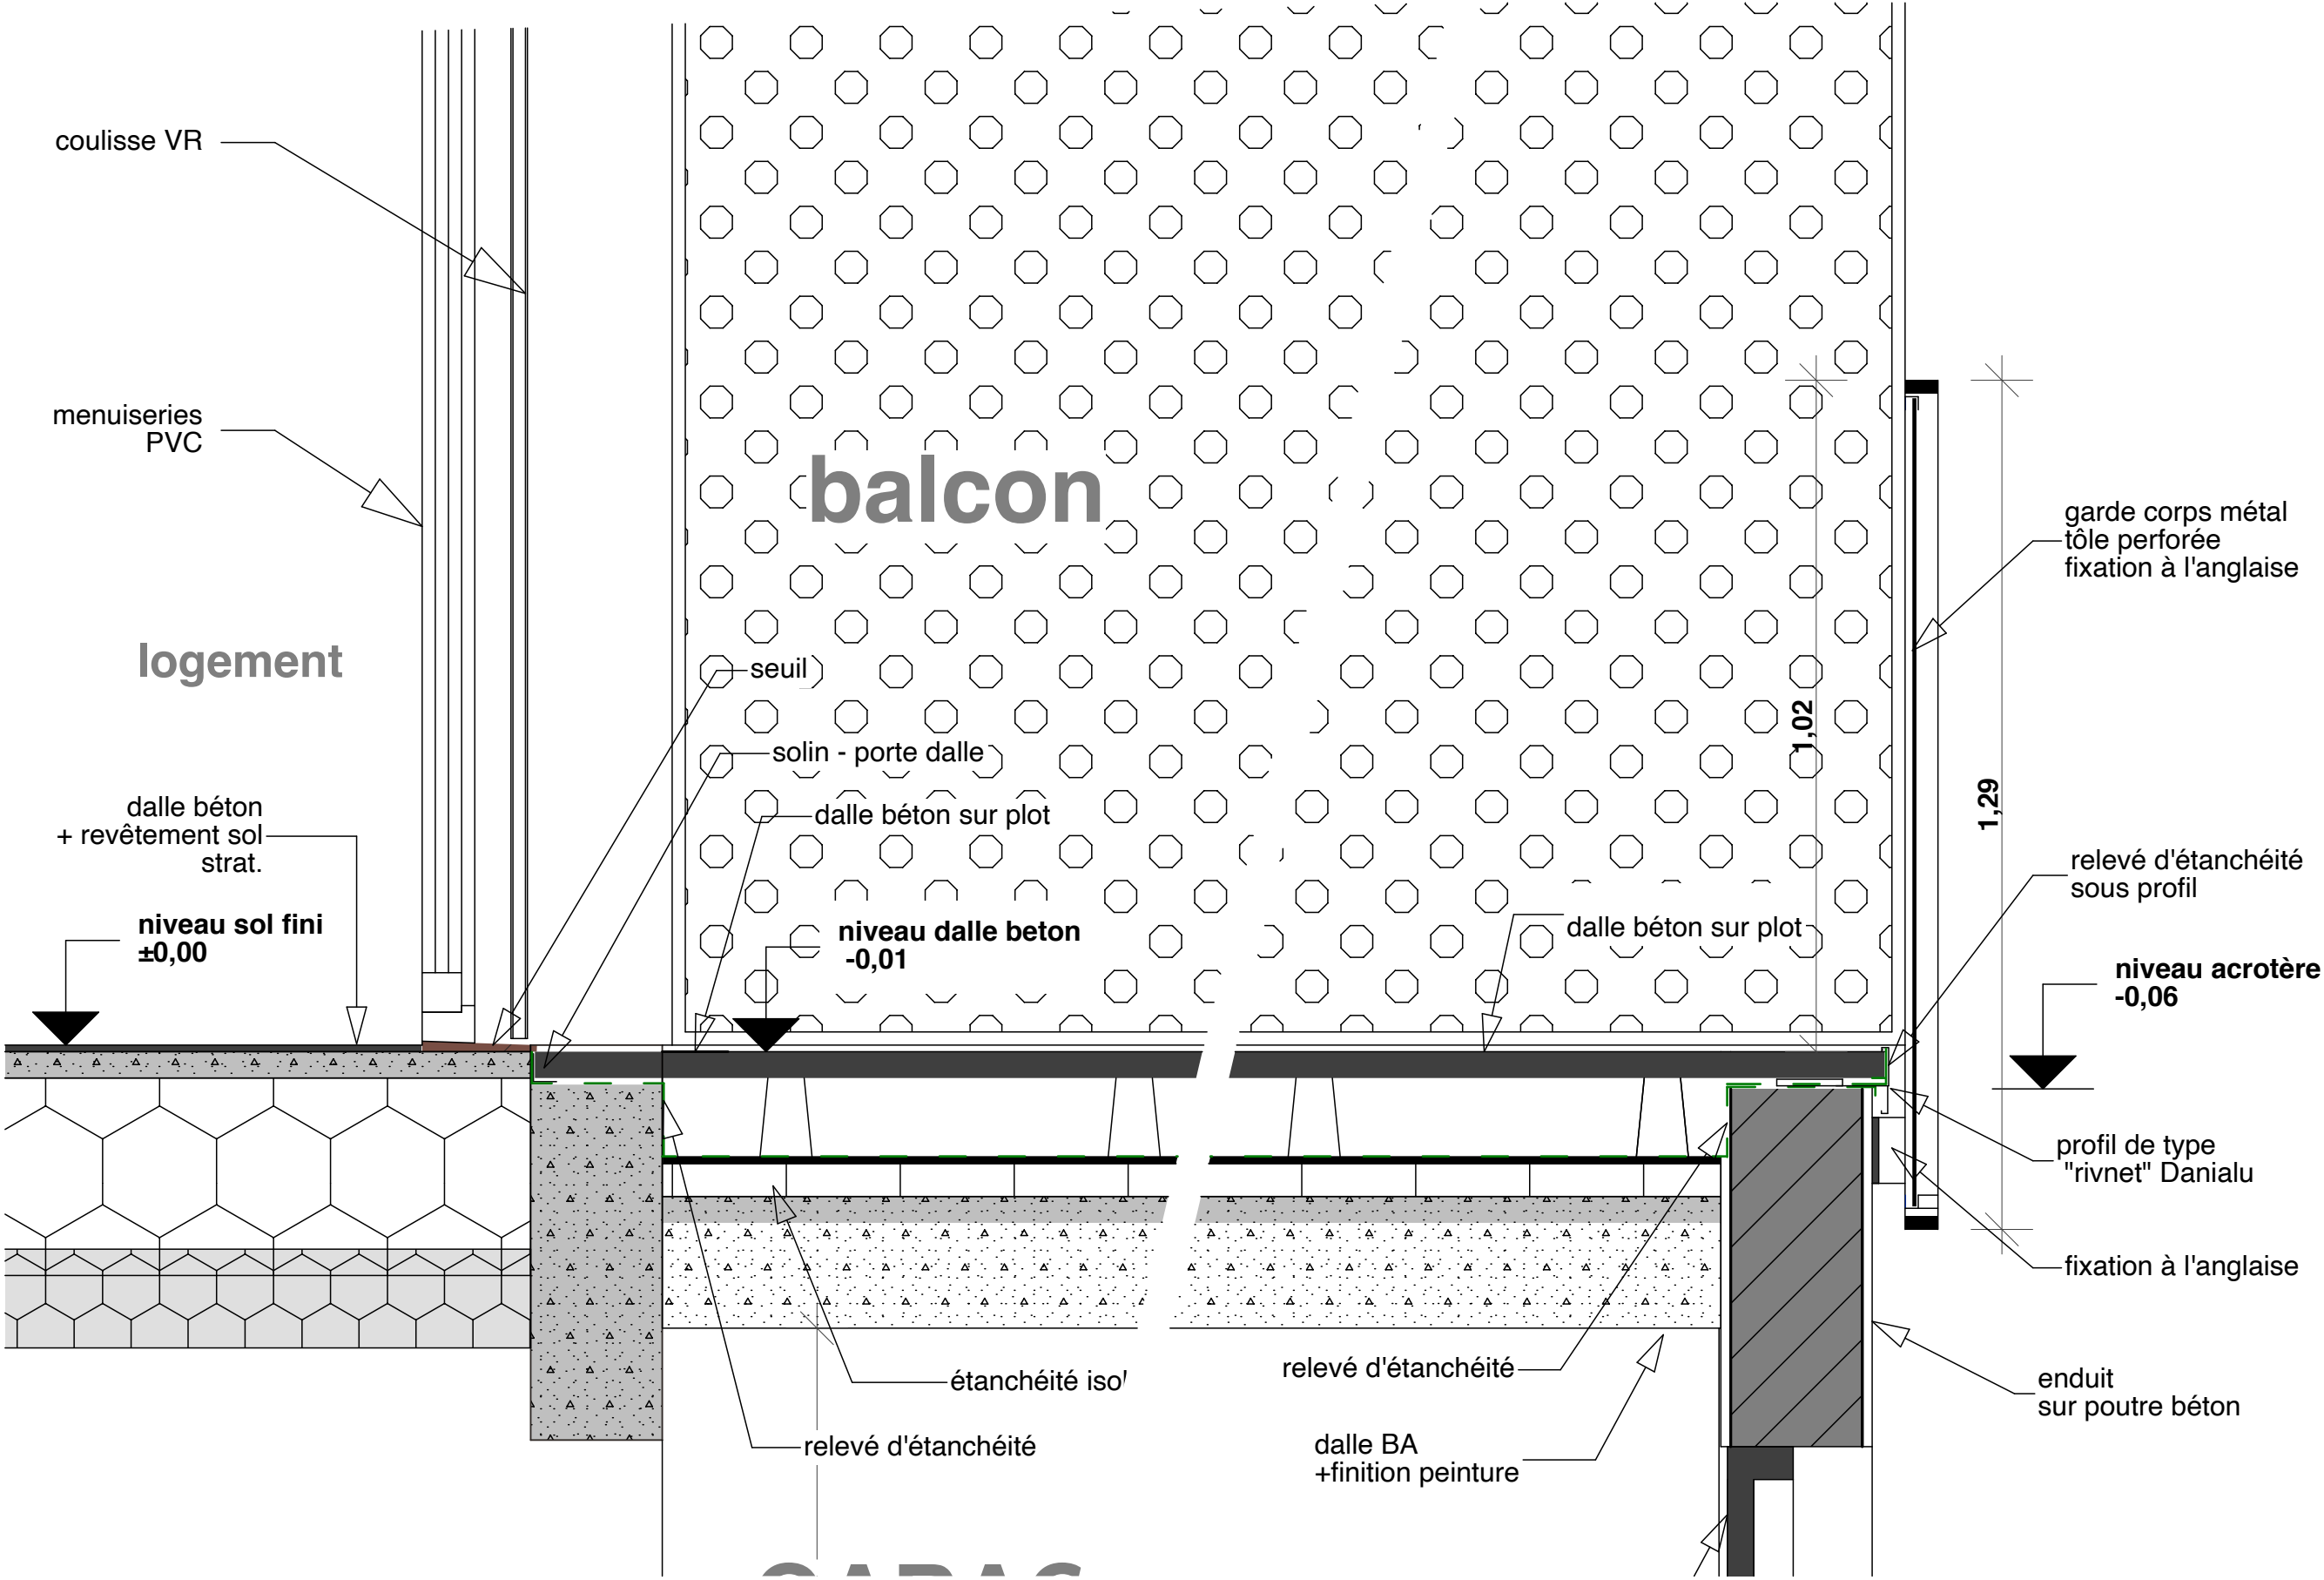 coulisse VR
menuiseries
PVC
balcon
logement
garde corps métal
tôle perforée
fixation à l'anglaise
seuil
1,02
solin - porte dalle
1,29
dalle béton
+ revêtement sol
strat.
dalle béton sur plot
relevé d'étanchéité
sous profil
niveau sol fini
±0,00
niveau dalle beton
-0,01
dalle béton sur plot
niveau acrotère
-0,06
profil de type
"rivnet" Danialu
fixation à l'anglaise
étanchéité
relevé d'étanchéité
enduit
sur poutre béton
relevé d'étanchéité
dalle BA
+finition peinture